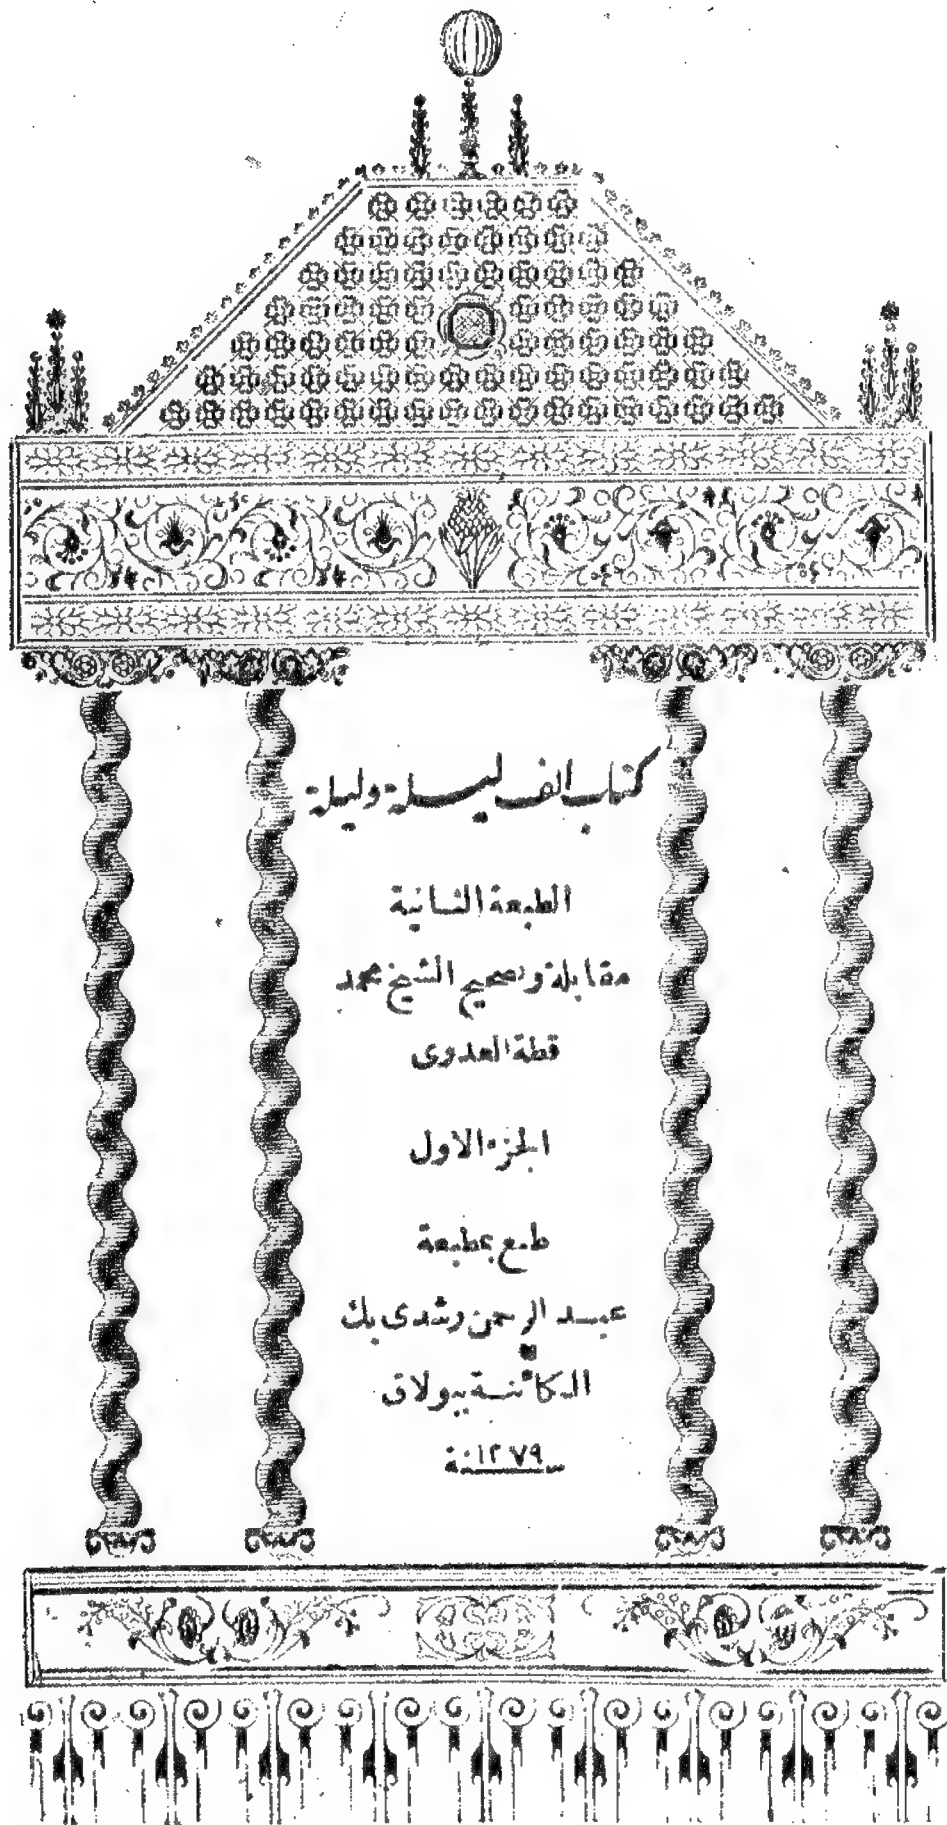 كتاب الف ليلة وليلة
الطبعة الثانية
مقابلة وتصحيح الشيخ محمد
قطة العدوى
الجزء الاول
طبع بمطبعة
عبد الرحمن رشدى بك
الكائنة ببولاق
سنة ١٢٧٩